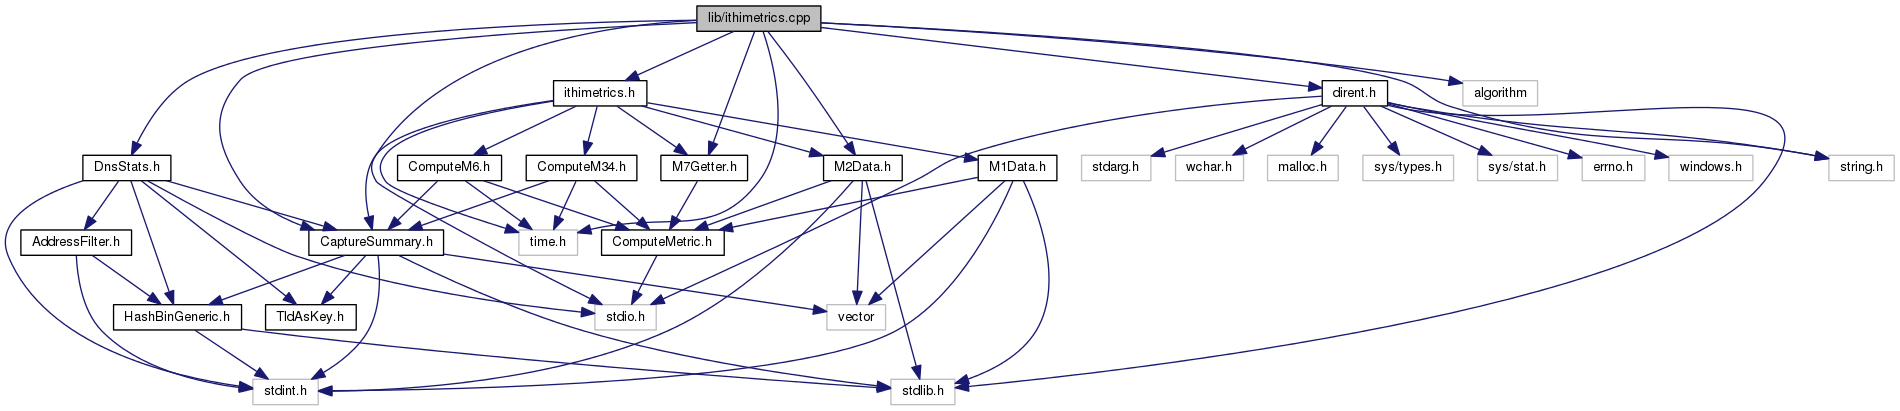 lib/ithimetrics.cpp
ithimetrics.h
dirent.h
algorithm
DnsStats.h
ComputeM6.h
ComputeM34.h
M7Getter.h
M2Data.h
M1Data.h
stdarg.h
wchar.h
malloc.h
sys/types.h
sys/stat.h
errno.h
windows.h
string.h
AddressFilter.h
CaptureSummary.h
time.h
ComputeMetric.h
HashBinGeneric.h
TldAsKey.h
stdio.h
vector
stdint.h
stdlib.h